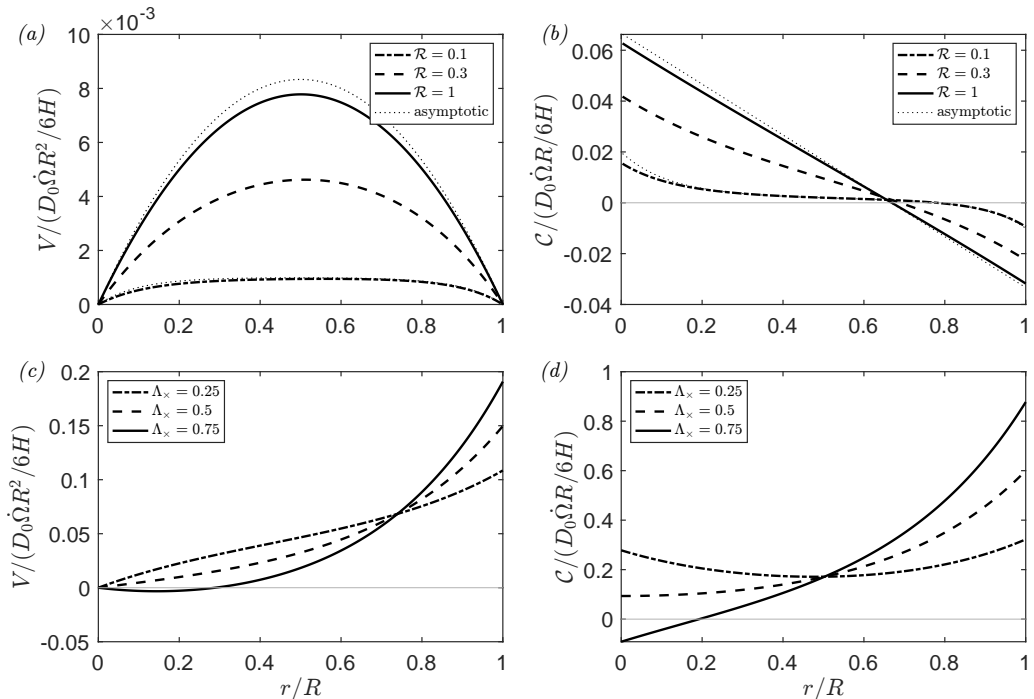 (a)
×10⁻³
8
6
4
2
0
V/(D₀Ω̇R²/6H)
ℛ = 0.1
ℛ = 0.3
ℛ = 1
asymptotic
0 0.2 0.4 0.6 0.8 1
(b)
0.06
0.04
0.02
0
-0.02
-0.04
𝒞/(D₀Ω̇R/6H)
ℛ = 0.1
ℛ = 0.3
ℛ = 1
asymptotic
0 0.2 0.4 0.6 0.8 1
(c)
0.2
0.15
0.1
0.05
0
-0.05
V/(D₀Ω̇R²/6H)
Λ× = 0.25
Λ× = 0.5
Λ× = 0.75
0 0.2 0.4 0.6 0.8 1
r/R
(d)
1
0.8
0.6
0.4
0.2
0
𝒞/(D₀Ω̇R/6H)
Λ× = 0.25
Λ× = 0.5
Λ× = 0.75
0 0.2 0.4 0.6 0.8 1
r/R